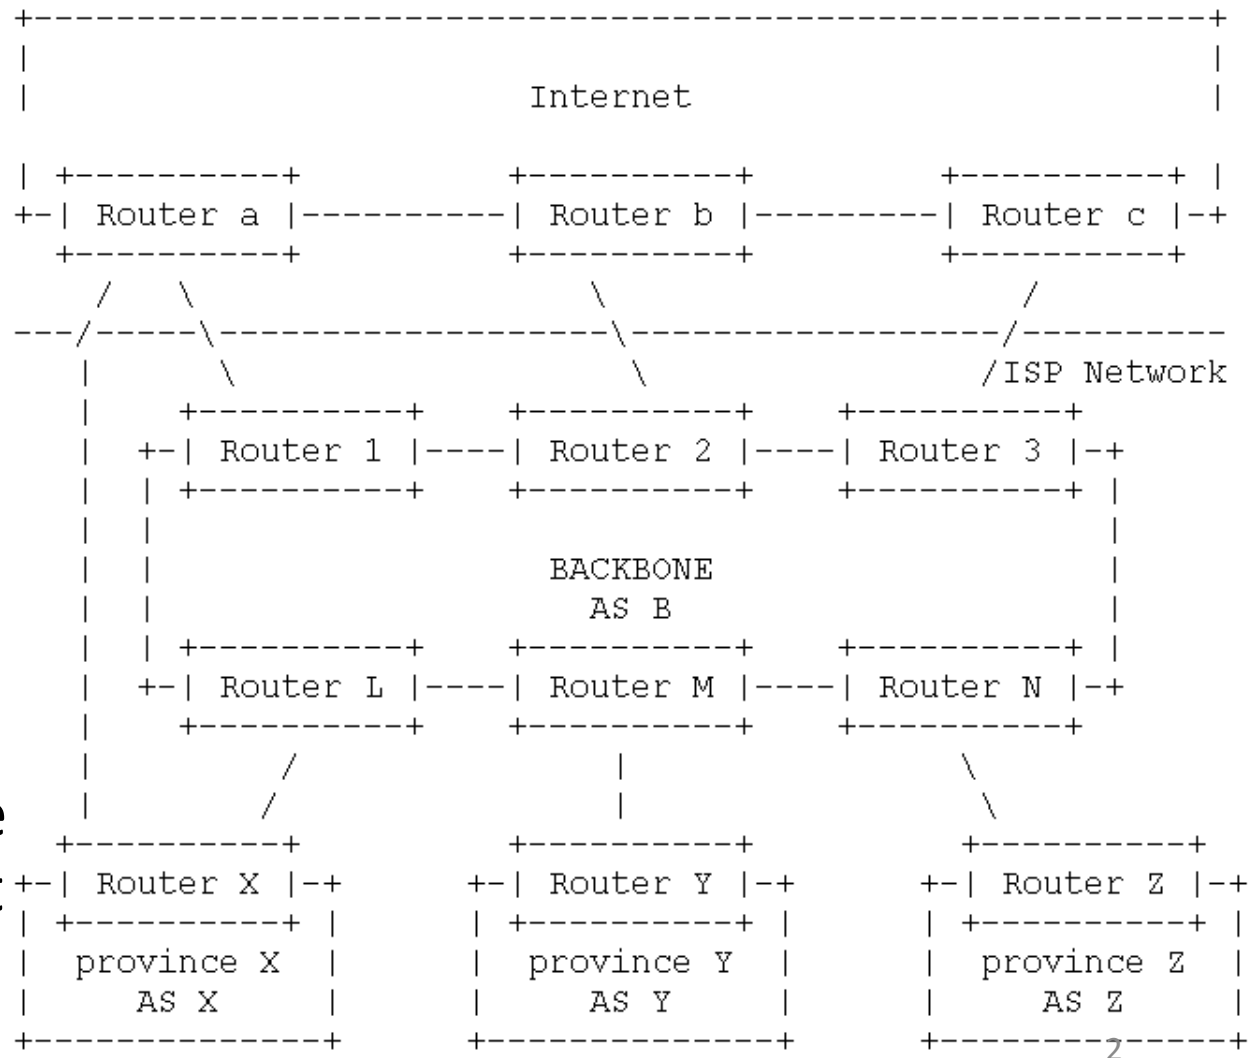 Internet
Router a Router b Router c
ISP Network
Router 1 Router 2 Router 3
BACKBONE
AS B
Router L Router M Router N
e
Router X Router Y Router Z
province X province Y province Z
AS X AS Y AS Z
2